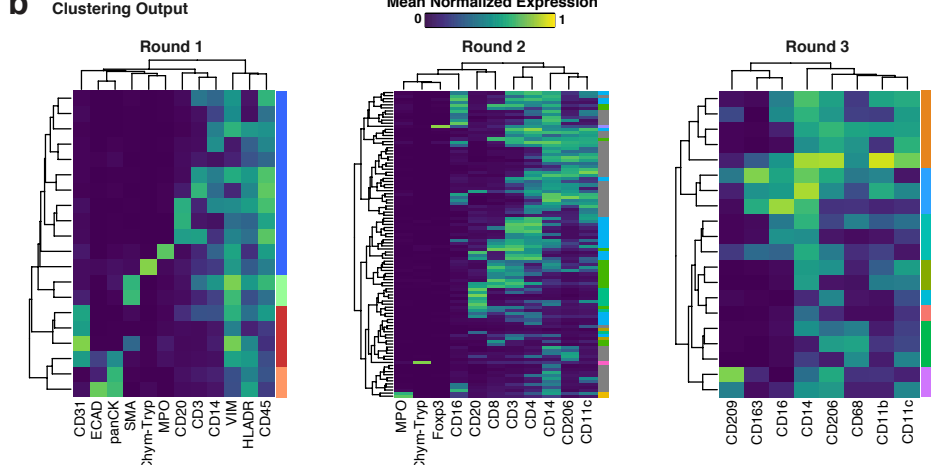 b Clustering Output
Mean Normalized Expression
0 1
Round 1
Round 2
Round 3
CD31 ECAD panCK SMA Chym-Tryp MPO CD20 CD3 CD14 VIM HLADR CD45
MPO Chym-Tryp Foxp3 CD16 CD20 CD8 CD3 CD4 CD14 CD206 CD11c
CD209 CD163 CD16 CD14 CD206 CD68 CD11b CD11c